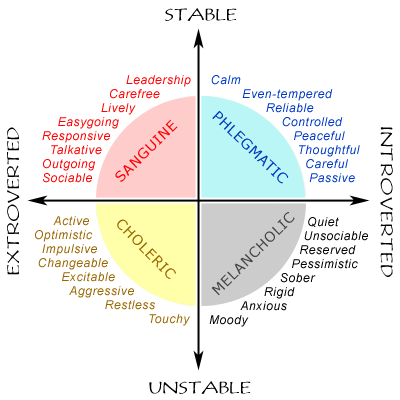 STABLE
Leadership
Carefree
Lively
Easygoing
Responsive
Talkative
Outgoing
Sociable
SANGUINE
Calm
Even-tempered
Reliable
Controlled
Peaceful
Thoughtful
Careful
Passive
PHLEGMATIC
EXTROVERTED
INTROVERTED
Active
Optimistic
Impulsive
Changeable
Excitable
Aggressive
Restless
Touchy
CHOLERIC
Quiet
Unsociable
Reserved
Pessimistic
Sober
Rigid
Anxious
Moody
MELANCHOLIC
UNSTABLE